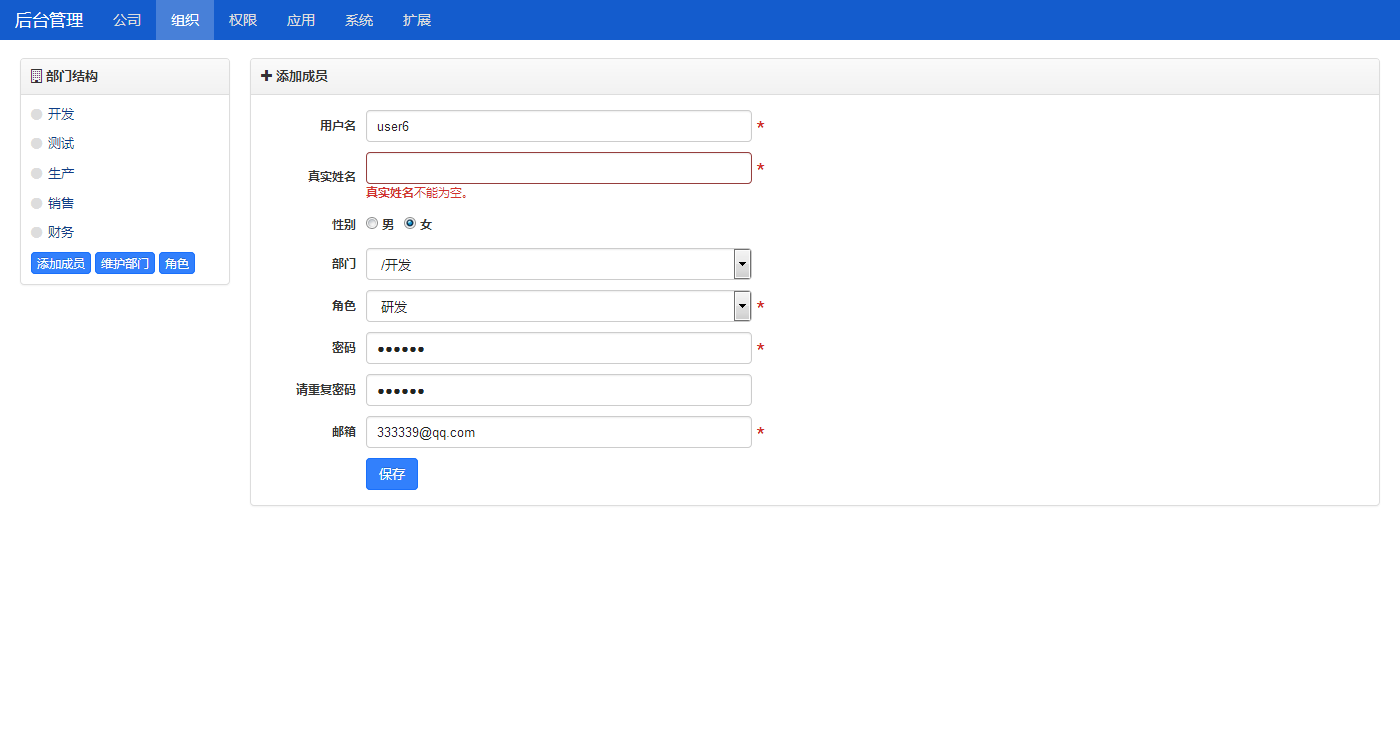 后台管理 公司 组织 权限 应用 系统 扩展
部门结构
开发
测试
生产
销售
财务
添加成员 维护部门 角色
添加成员
用户名 user6 *
真实姓名 *
真实姓名不能为空。
性别 男 女
部门 /开发
角色 研发 *
密码 ●●●●●● *
请重复密码 ●●●●●●
邮箱 333339@qq.com *
保存